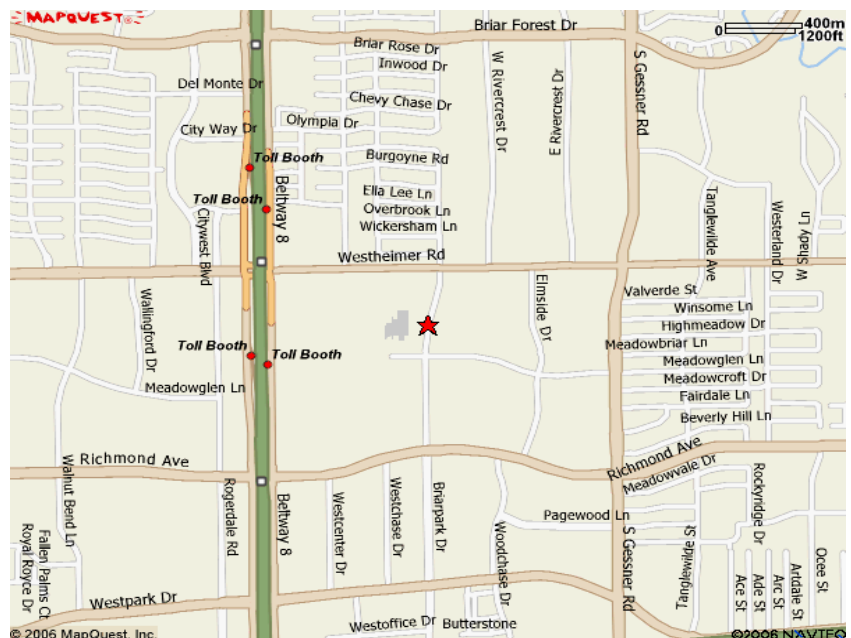 MAPQUEST
Briar Forest Dr
0 400m
1200ft
Briar Rose Dr
Inwood Dr
W Rivercrest Dr
E Rivercrest Dr
S Gessner Rd
Del Monte Dr
Chevy Chase Dr
City Way Dr
Olympia Dr
Toll Booth
Burgoyne Rd
Toll Booth
Beltway 8
Ella Lee Ln
Overbrook Ln
Wickersham Ln
Citywest Blvd
Tanglewilde Ave
Westerland Dr
W Shady Ln
Westheimer Rd
Wallingford Dr
Elmside Dr
Valverde St
Winsome Ln
Highmeadow Dr
Meadowbriar Ln
Toll Booth
Toll Booth
Meadowglen Ln
Meadowcroft Dr
Meadowglen Ln
Fairdale Ln
Beverly Hill Ln
Richmond Ave
Richmond Ave
Meadowvale Dr
Walnut Bend Ln
Rogerdale Rd
Beltway 8
Westcenter Dr
Westchase Dr
Briarpark Dr
Woodchase Dr
Pagewood Ln
S Gessner Rd
Tanglewilde St
Rockyridge Dr
Fallen Palms Ct
Royal Royce Dr
Ace St
Ade St
Arc St
Artdale St
Ocee St
Westpark Dr
Westoffice Dr
Butterstone
© 2006 MapQuest, Inc.
©2006 NAVTEQ